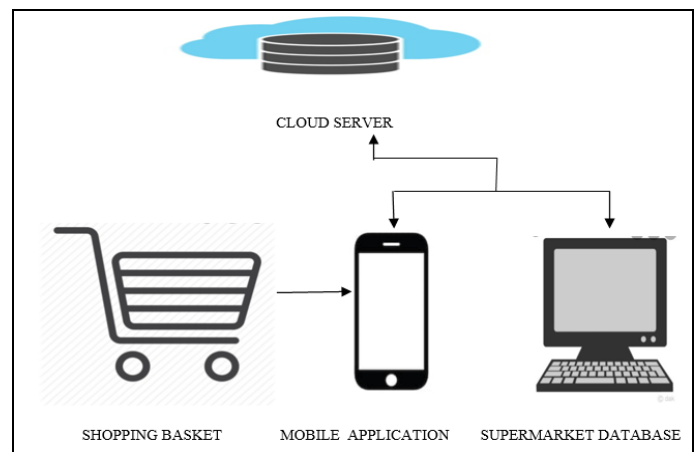 CLOUD SERVER
SHOPPING BASKET
MOBILE APPLICATION
SUPERMARKET DATABASE